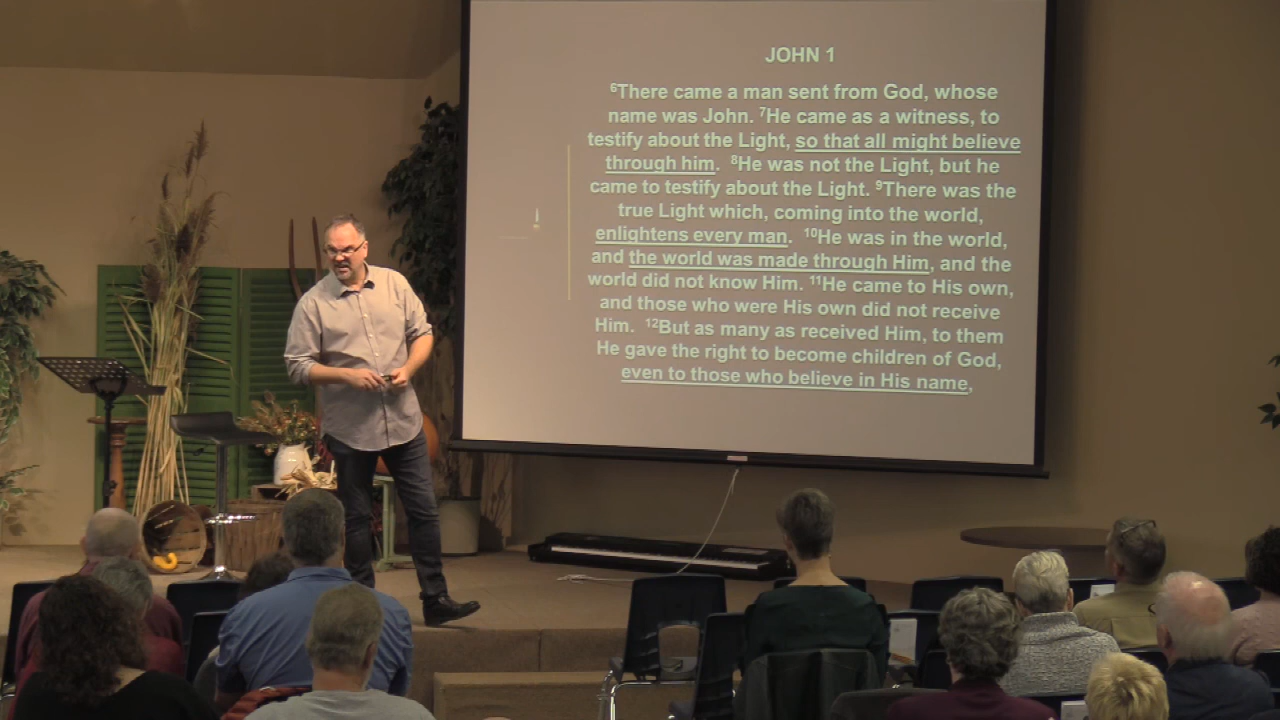 JOHN 1
⁶There came a man sent from God, whose
name was John. ⁷He came as a witness, to
testify about the Light, so that all might believe
through him. ⁸He was not the Light, but he
came to testify about the Light. ⁹There was the
true Light which, coming into the world,
enlightens every man. ¹⁰He was in the world,
and the world was made through Him, and the
world did not know Him. ¹¹He came to His own,
and those who were His own did not receive
Him. ¹²But as many as received Him, to them
He gave the right to become children of God,
even to those who believe in His name,